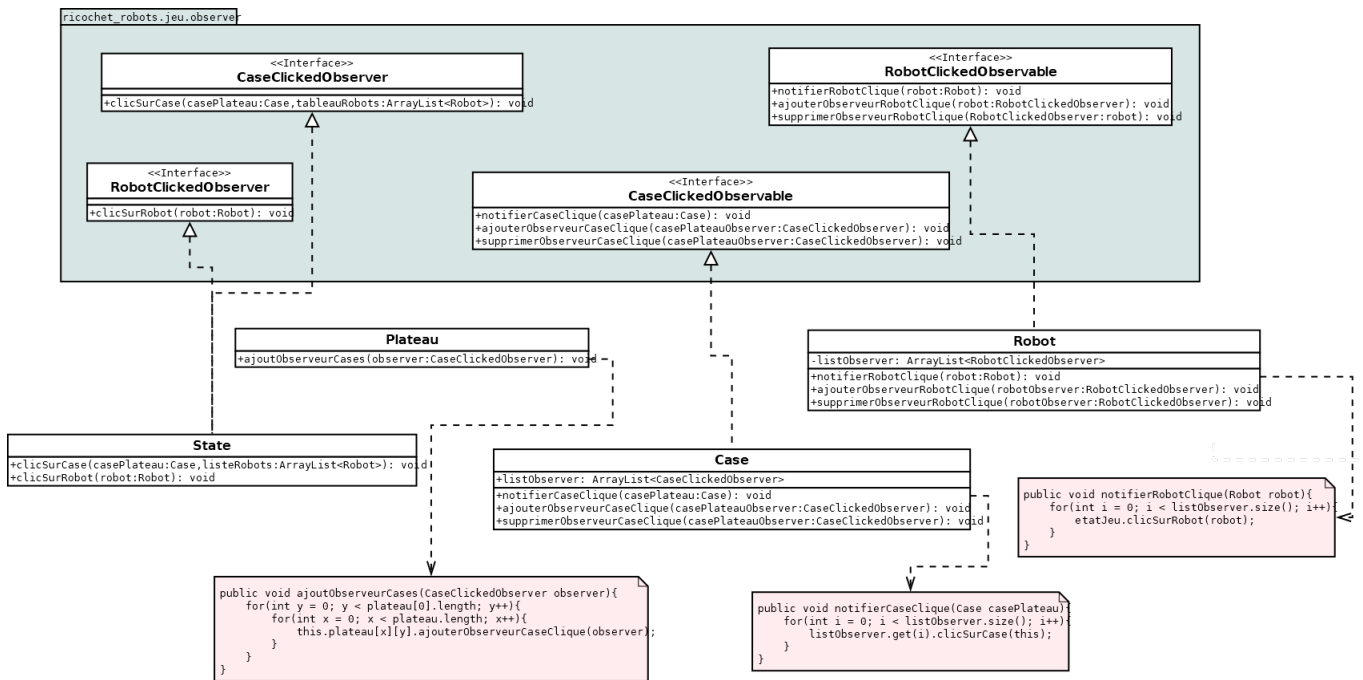 ricochet_robots.jeu.observer
<<Interface>>
CaseClickedObserver
+clicSurCase(casePlateau:Case,tableauRobots:ArrayList<Robot>): void
<<Interface>>
RobotClickedObservable
+notifierRobotClique(robot:Robot): void
+ajouterObserveurRobotClique(robot:RobotClickedObserver): void
+supprimerObserveurRobotClique(RobotClickedObserver:robot): void
<<Interface>>
RobotClickedObserver
+clicSurRobot(robot:Robot): void
<<Interface>>
CaseClickedObservable
+notifierCaseClique(casePlateau:Case): void
+ajouterObserveurCaseClique(casePlateauObserver:CaseClickedObserver): void
+supprimerObserveurCaseClique(casePlateauObserver:CaseClickedObserver): void
Plateau
+ajoutObserveurCases(observer:CaseClickedObserver): void
Robot
-listObserver: ArrayList<RobotClickedObserver>
+notifierRobotClique(robot:Robot): void
+ajouterObserveurRobotClique(robotObserver:RobotClickedObserver): void
+supprimerObserveurRobotClique(robotObserver:RobotClickedObserver): void
State
+clicSurCase(casePlateau:Case,listeRobots:ArrayList<Robot>): void
+clicSurRobot(robot:Robot): void
Case
+listObserver: ArrayList<CaseClickedObserver>
+notifierCaseClique(casePlateau:Case): void
+ajouterObserveurCaseClique(casePlateauObserver:CaseClickedObserver): void
+supprimerObserveurCaseClique(casePlateauObserver:CaseClickedObserver): void
public void notifierRobotClique(Robot robot){
for(int i = 0; i < listObserver.size(); i++){
etatJeu.clicSurRobot(robot);
}
}
public void ajoutObserveurCases(CaseClickedObserver observer){
for(int y = 0; y < plateau[0].length; y++){
for(int x = 0; x < plateau.length; x++){
this.plateau[x][y].ajouterObserveurCaseClique(observer);
}
}
}
public void notifierCaseClique(Case casePlateau){
for(int i = 0; i < listObserver.size(); i++){
listObserver.get(i).clicSurCase(this);
}
}